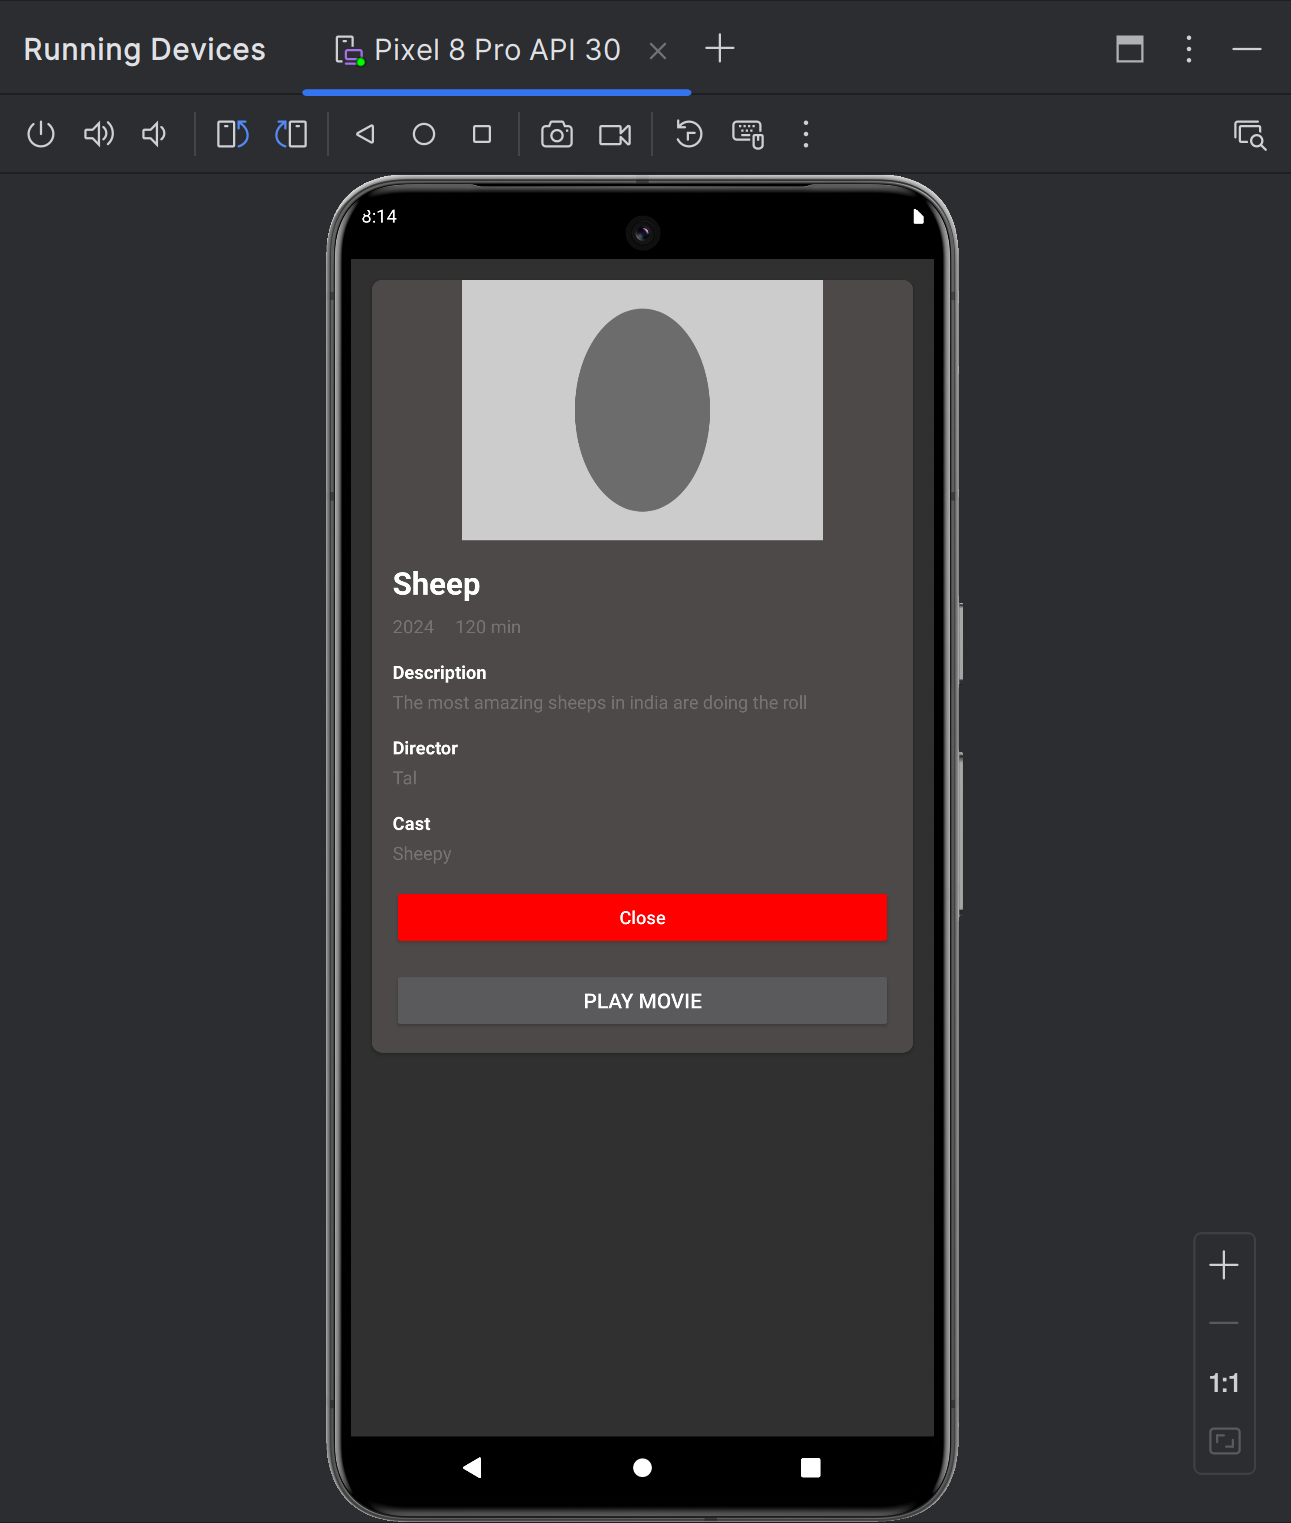 Running Devices
Pixel 8 Pro API 30
8:14
Sheep
2024 120 min
Description
The most amazing sheeps in india are doing the roll
Director
Tal
Cast
Sheepy
Close
PLAY MOVIE
1:1